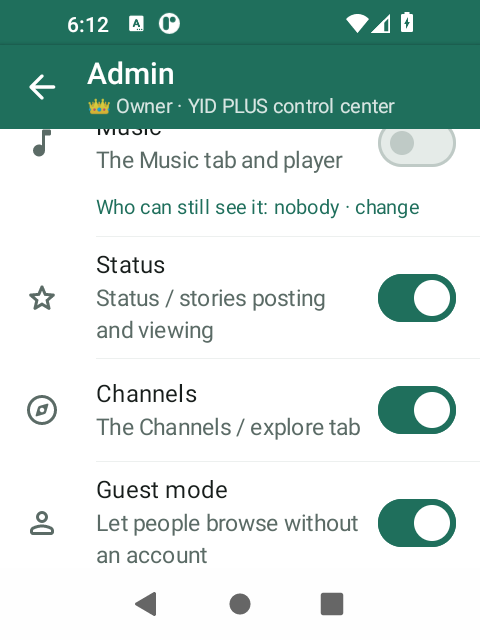 6:12
A
Admin
👑 Owner · YID PLUS control center
Music
The Music tab and player
Who can still see it: nobody · change
Status
Status / stories posting
and viewing
Channels
The Channels / explore tab
Guest mode
Let people browse without
an account